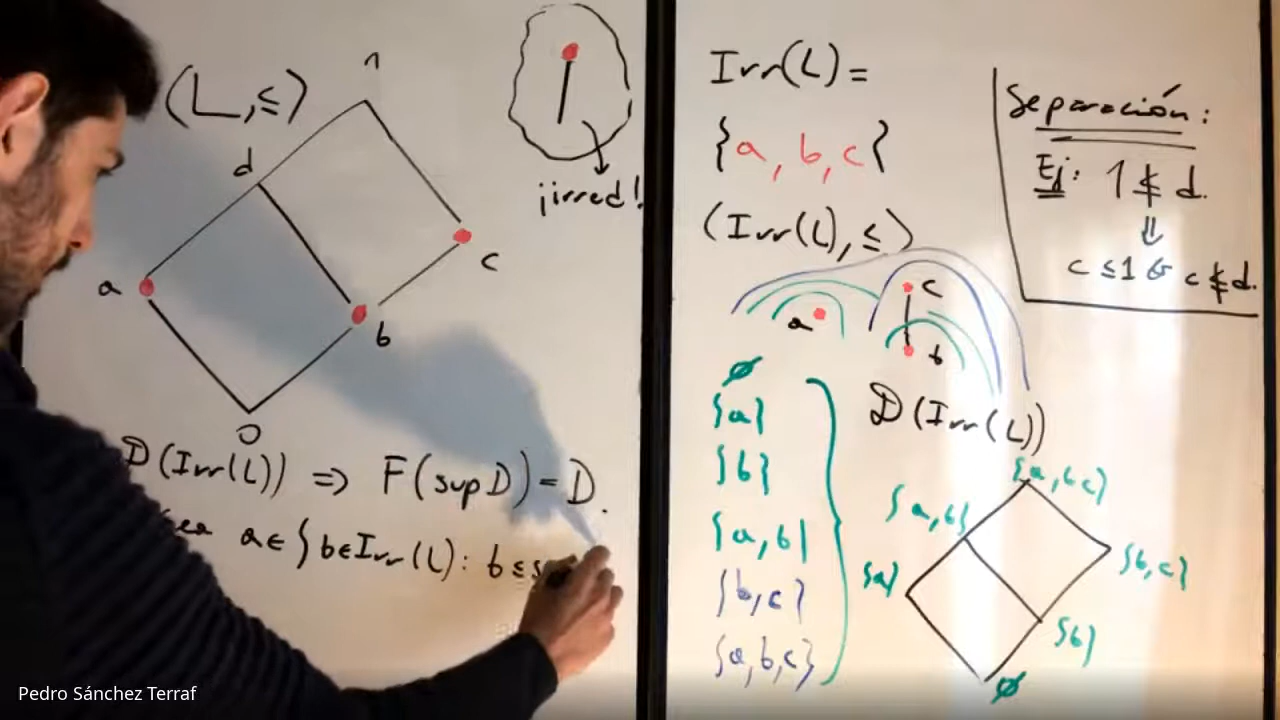 1
(L,≤)
d
a
c
b
0
¡irred!
D(Irr(L)) ⇒ F(sup D) = D.
a ∈ {b ∈ Irr(L): b ≤
Irr(L) =
{a, b, c}
(Irr(L), ≤)
c
a
b
Separación:
Ej: 1 ≰ d.
⇓
c ≤ 1 & c ≰ d.
∅
{a}
{b}
{a, b}
{b, c}
{a, b, c}
D(Irr(L))
{a, b c}
{a, b}
{b, c}
{a}
{b}
∅
Pedro Sánchez Terraf